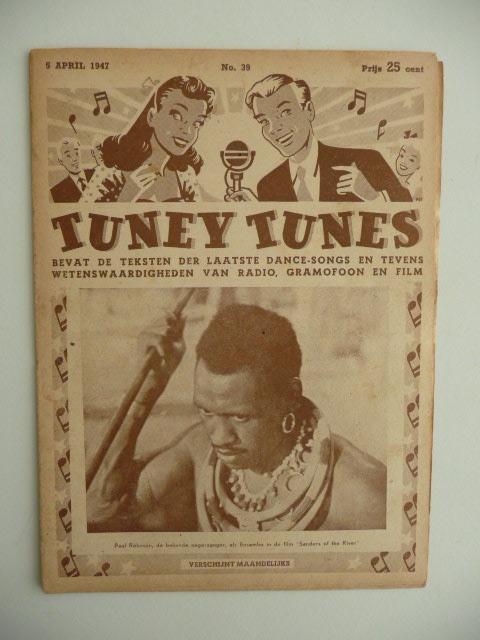 5 APRIL 1947 No. 39 Prijs 25 cent
TUNEY TUNES
BEVAT DE TEKSTEN DER LAATSTE DANCE-SONGS EN TEVENS
WETENSWAARDIGHEDEN VAN RADIO, GRAMOFOON EN FILM
Paul Robeson, de bekende neger-zanger, als Bosambo in de film "Sanders of the River"
VERSCHIJNT MAANDELIJKS